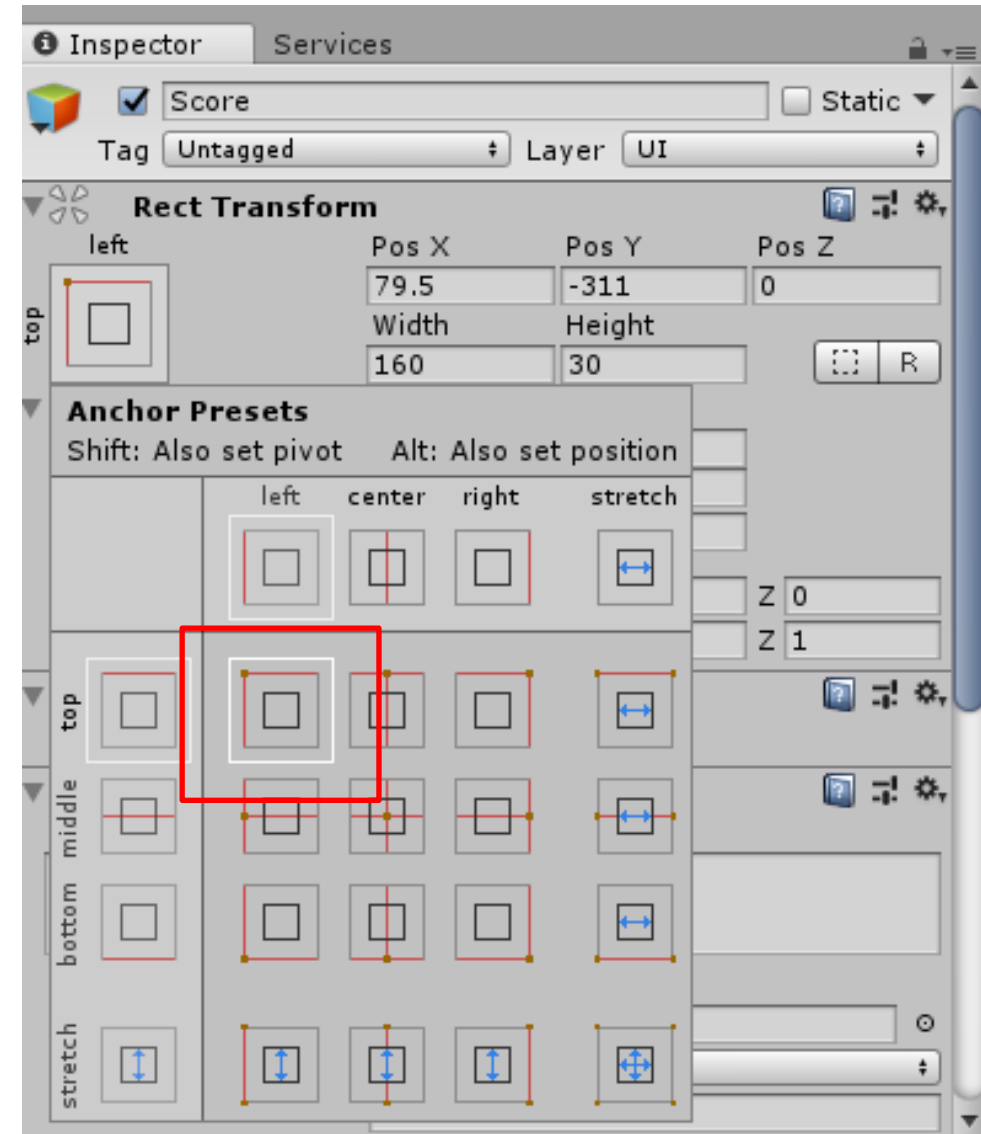 Inspector Services
Score Static
Tag Untagged Layer UI
Rect Transform
left Pos X Pos Y Pos Z
79.5 -311 0
top
Width Height
160 30 R
Anchor Presets
Shift: Also set pivot Alt: Also set position
left center right stretch
Z 0
Z 1
top
middle
bottom
stretch